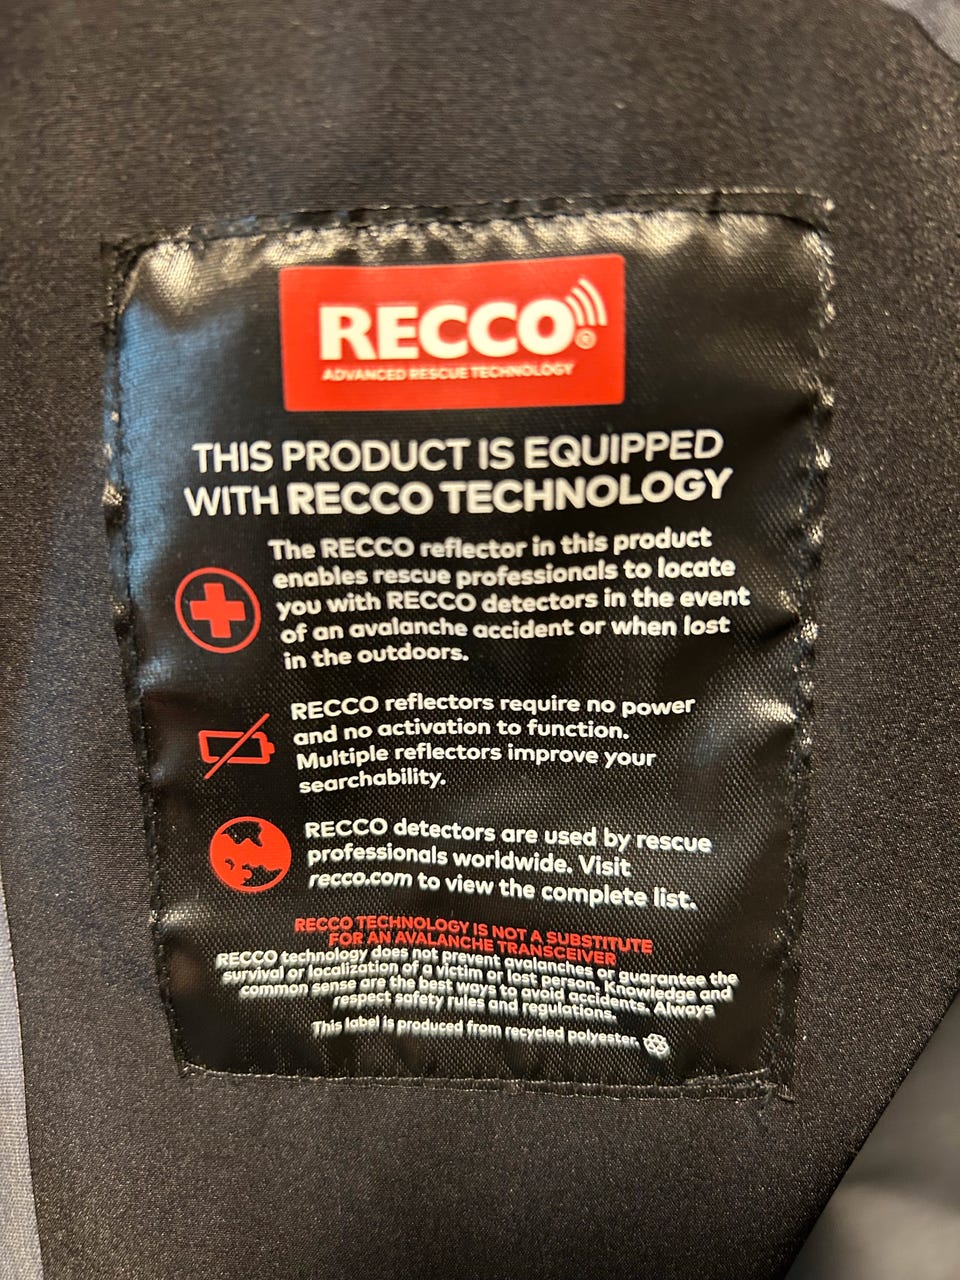 RECCO®
ADVANCED RESCUE TECHNOLOGY
THIS PRODUCT IS EQUIPPED
WITH RECCO TECHNOLOGY
The RECCO reflector in this product
enables rescue professionals to locate
you with RECCO detectors in the event
of an avalanche accident or when lost
in the outdoors.
RECCO reflectors require no power
and no activation to function.
Multiple reflectors improve your
searchability.
RECCO detectors are used by rescue
professionals worldwide. Visit
recco.com to view the complete list.
RECCO TECHNOLOGY IS NOT A SUBSTITUTE
FOR AN AVALANCHE TRANSCEIVER
RECCO technology does not prevent avalanches or guarantee the
survival or localization of a victim or lost person. Knowledge and
common sense are the best ways to avoid accidents. Always
respect safety rules and regulations.
This label is produced from recycled polyester.